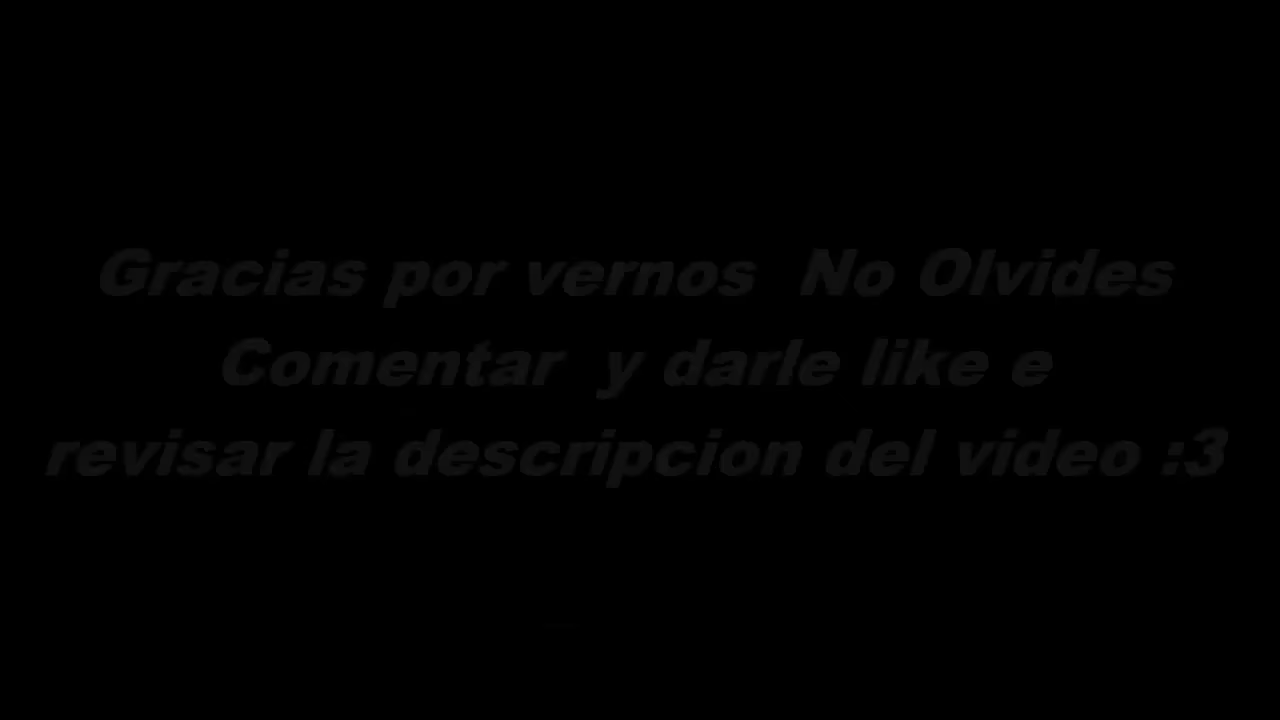 Gracias por vernos  No Olvides
Comentar  y darle like e
revisar la descripcion del video :3